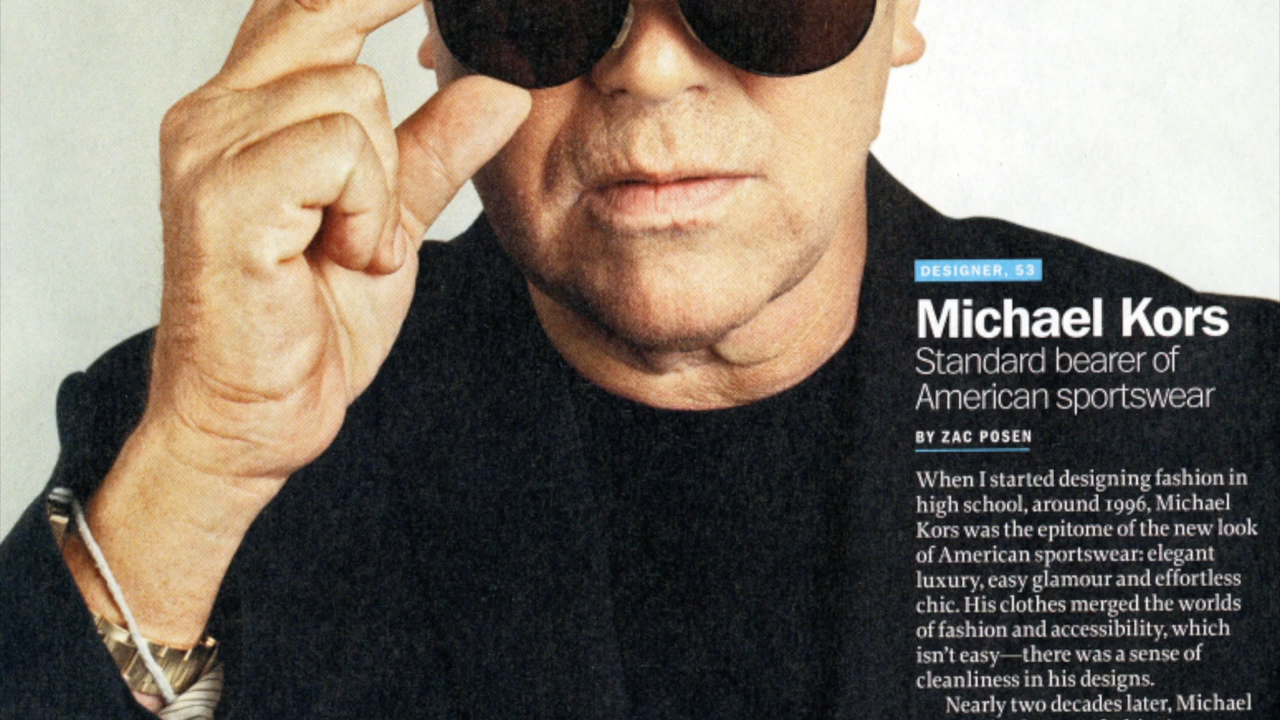 DESIGNER, 53
Michael Kors
Standard bearer of
American sportswear
BY ZAC POSEN
When I started designing fashion in
high school, around 1996, Michael
Kors was the epitome of the new look
of American sportswear: elegant
luxury, easy glamour and effortless
chic. His clothes merged the worlds
of fashion and accessibility, which
isn't easy—there was a sense of
cleanliness in his designs.
Nearly two decades later, Michael